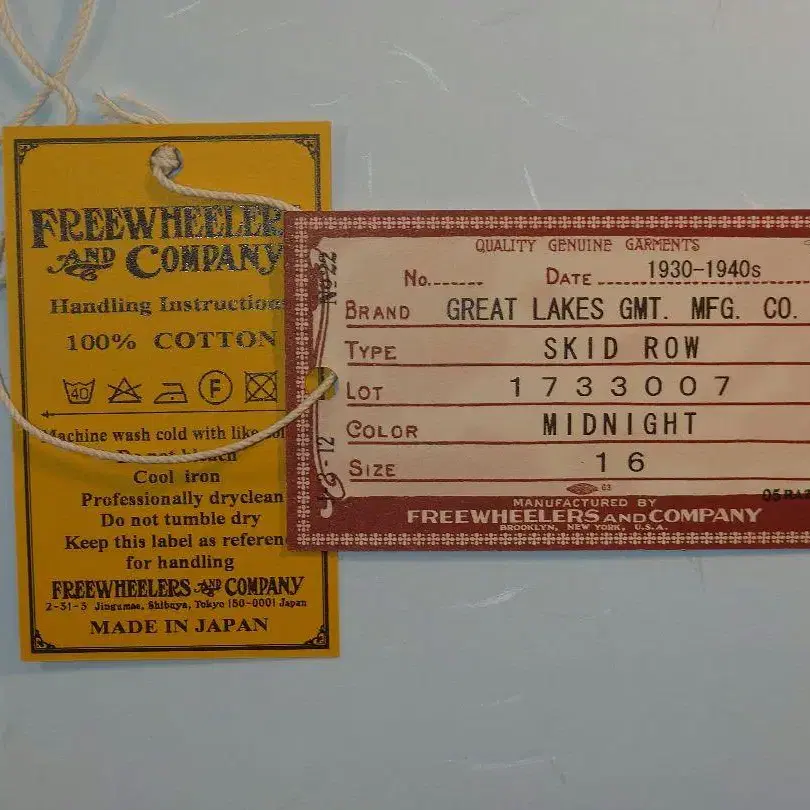 FREEWHEELER
AND COMPANY
Handling Instruction
100% COTTON
40
F
Machine wash cold with like
Do not bleach
Cool iron
Professionally dryclean
Do not tumble dry
Keep this label as referen
for handling
FREEWHEELERS AND COMPANY
2-31-3 Jingumae, Shibuya, Tokyo 150-0001 Japan
MADE IN JAPAN
QUALITY GENUINE GARMENTS
No.
DATE 1930-1940s
BRAND GREAT LAKES GMT. MFG. CO.
TYPE SKID ROW
LOT 1733007
COLOR MIDNIGHT
SIZE 16
MANUFACTURED BY
FREEWHEELERS AND COMPANY
BROOKLYN, NEW YORK, U.S.A.